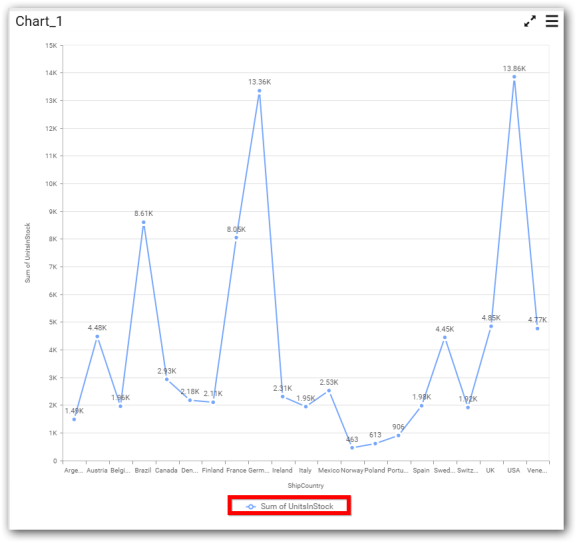 Chart_1
15K
14K
13.86K
13.36K
13K
12K
11K
10K
9K
8.61K
8.05K
8K
7K
Sum of UnitsInStock
6K
5K
4.85K
4.77K
4.48K
4.45K
4K
3K
2.93K
2.53K
2.31K
2.18K
2.11K
2K
1.96K
1.95K
1.98K
1.92K
1.49K
1K
906
613
463
0
Arge... Austria Belgi... Brazil Canada Den... Finland France Germ... Ireland Italy Mexico Norway Poland Portu... Spain Swed... Switz... UK USA Vene...
ShipCountry
Sum of UnitsInStock